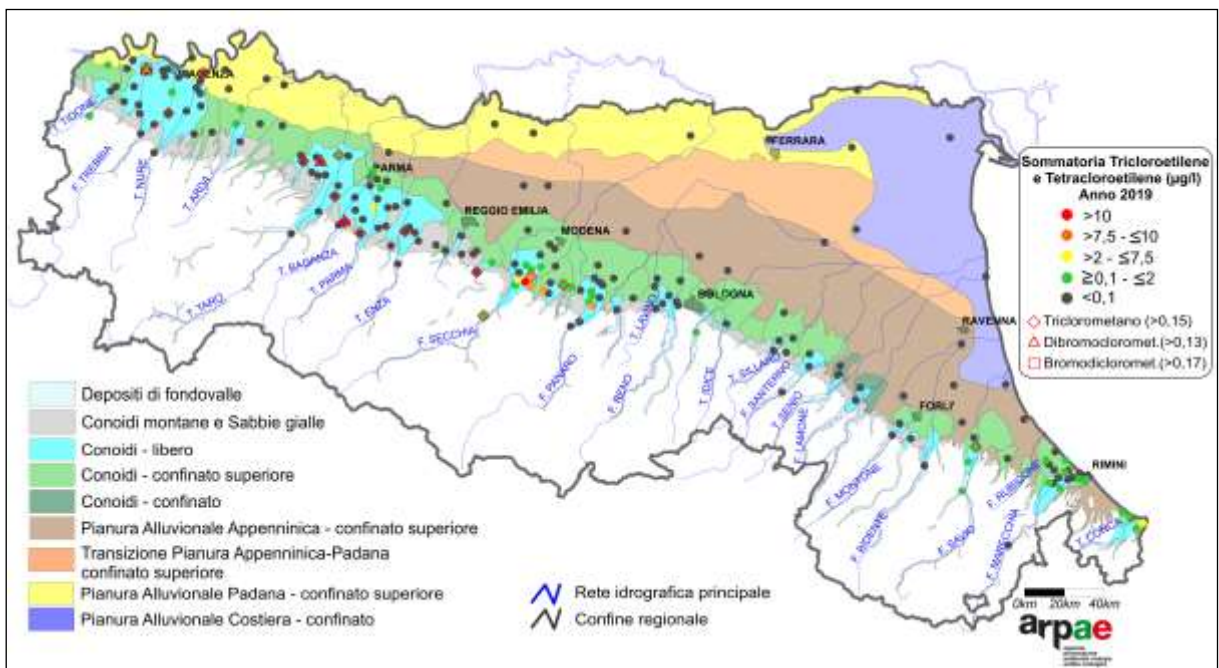 PIACENZA
T. TIDONE
F. TREBBIA
T. NURE
T. ARDA
PARMA
REGGIO EMILIA
MODENA
FERRARA
BOLOGNA
RAVENNA
FORLI'
RIMINI
T. TARO
T. BAGANZA
T. PARMA
T. ENZA
F. SECCHIA
F. PANARO
F. RENO
T. LAVINO
T. IDICE
T. SILLARO
F. SANTERNO
T. SENIO
F. LAMONE
F. MONTONE
F. BIDENTE
F. SAVIO
F. RUBICONE
F. MARECCHIA
T. CONCA
Sommatoria Tricloroetilene
e Tetracloroetilene (µg/l)
Anno 2019
>10
>7,5 - ≤10
>2 - ≤7,5
≥0,1 - ≤2
<0,1
Triclorometano (>0,15)
Dibromocloromet.(>0,13)
Bromodicloromet.(>0,17)
Depositi di fondovalle
Conoidi montane e Sabbie gialle
Conoidi - libero
Conoidi - confinato superiore
Conoidi - confinato
Pianura Alluvionale Appenninica - confinato superiore
Transizione Pianura Appenninica-Padana
confinato superiore
Pianura Alluvionale Padana - confinato superiore
Pianura Alluvionale Costiera - confinato
Rete idrografica principale
Confine regionale
0km 20km 40km
arpae